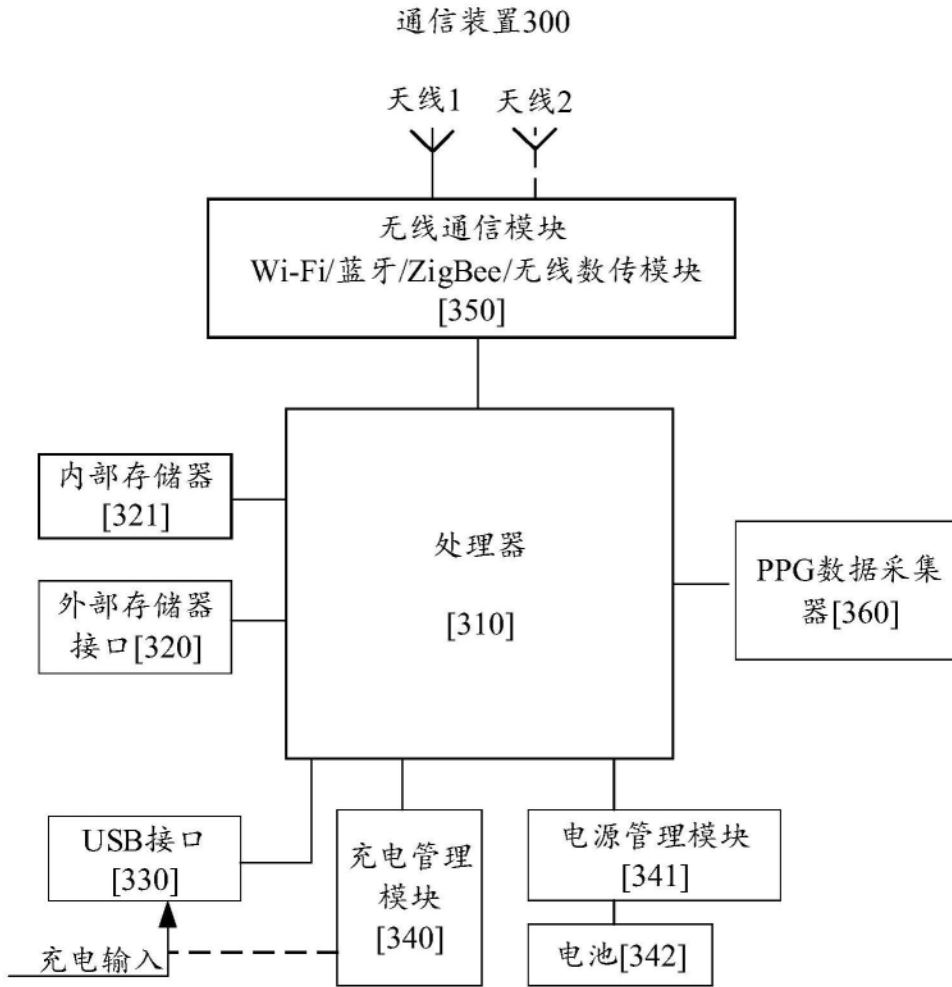 通信装置300
天线1
天线2
无线通信模块
Wi-Fi/蓝牙/ZigBee/无线数传模块
[350]
内部存储器
[321]
处理器
[310]
PPG数据采集
器[360]
外部存储器
接口[320]
USB接口
[330]
充电管理
模块
[340]
电源管理模块
[341]
充电输入
电池[342]